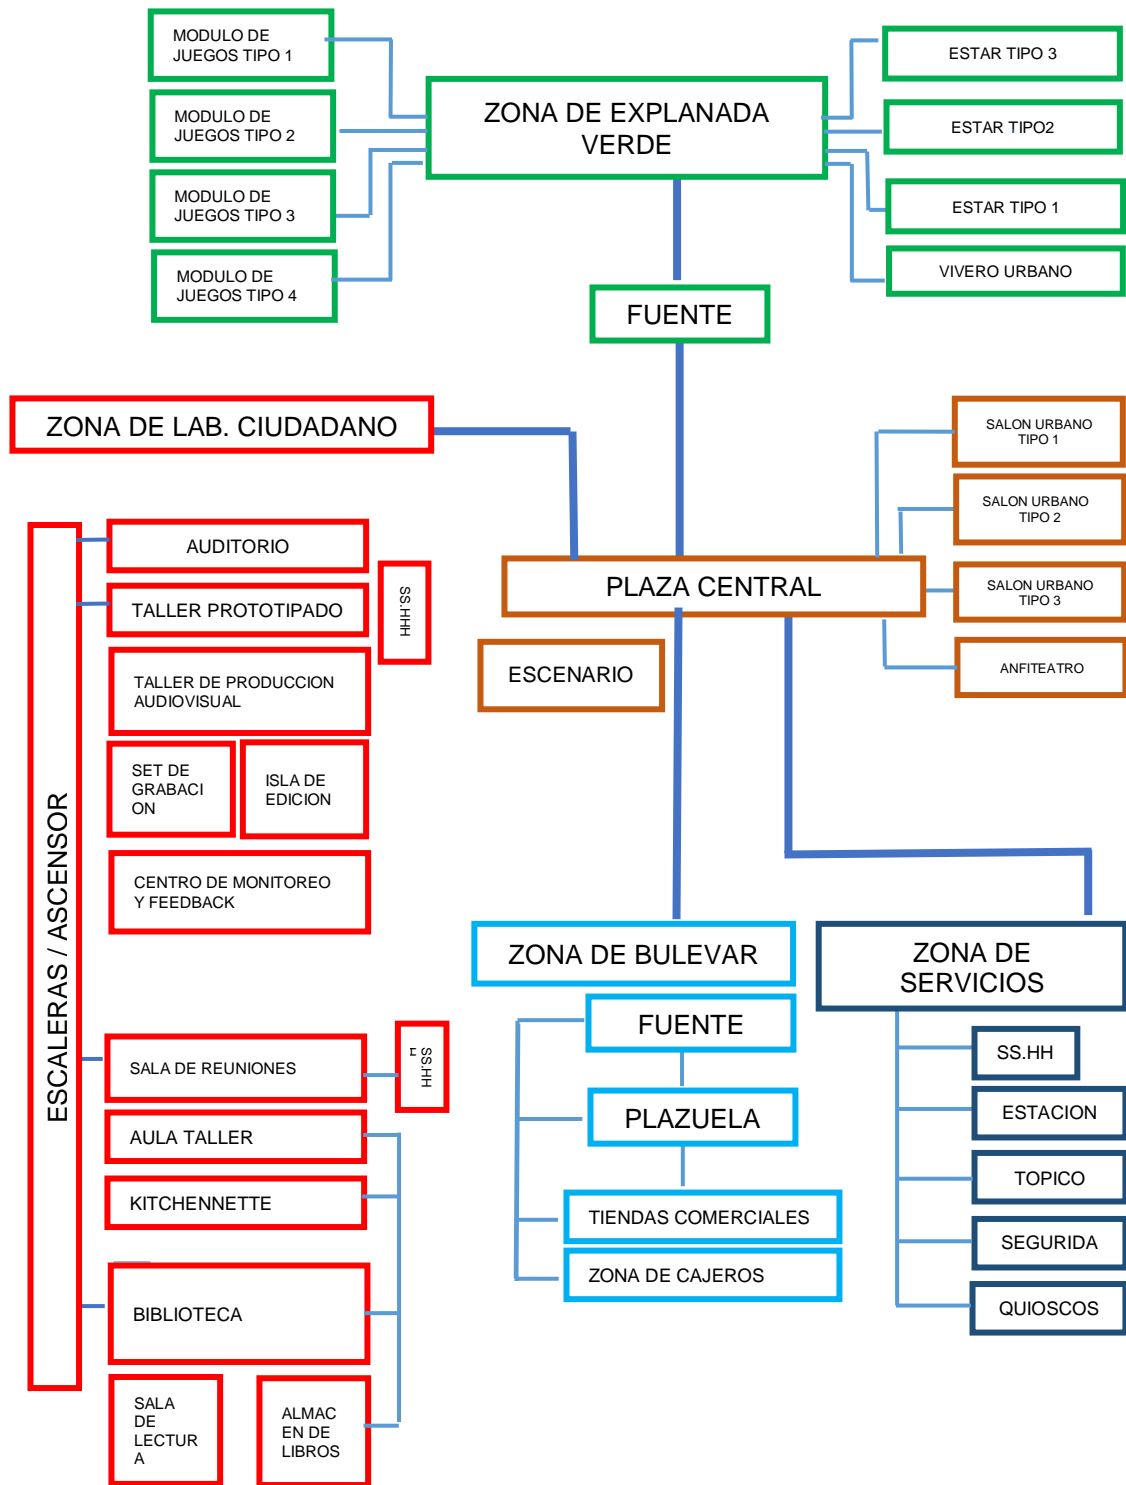 MODULO DE
JUEGOS TIPO 1
MODULO DE
JUEGOS TIPO 2
MODULO DE
JUEGOS TIPO 3
MODULO DE
JUEGOS TIPO 4
ZONA DE EXPLANADA
VERDE
ESTAR TIPO 3
ESTAR TIPO2
ESTAR TIPO 1
VIVERO URBANO
FUENTE
ZONA DE LAB. CIUDADANO
SALON URBANO
TIPO 1
SALON URBANO
TIPO 2
SALON URBANO
TIPO 3
ANFITEATRO
PLAZA CENTRAL
ESCENARIO
ESCALERAS / ASCENSOR
AUDITORIO
TALLER PROTOTIPADO
SS.HHH
TALLER DE PRODUCCION
AUDIOVISUAL
SET DE
GRABACI
ON
ISLA DE
EDICION
CENTRO DE MONITOREO
Y FEEDBACK
SALA DE REUNIONES
SS.HH
AULA TALLER
KITCHENNETTE
BIBLIOTECA
SALA
DE
LECTUR
A
ALMAC
EN DE
LIBROS
ZONA DE BULEVAR
FUENTE
PLAZUELA
TIENDAS COMERCIALES
ZONA DE CAJEROS
ZONA DE
SERVICIOS
SS.HH
ESTACION
TOPICO
SEGURIDA
QUIOSCOS